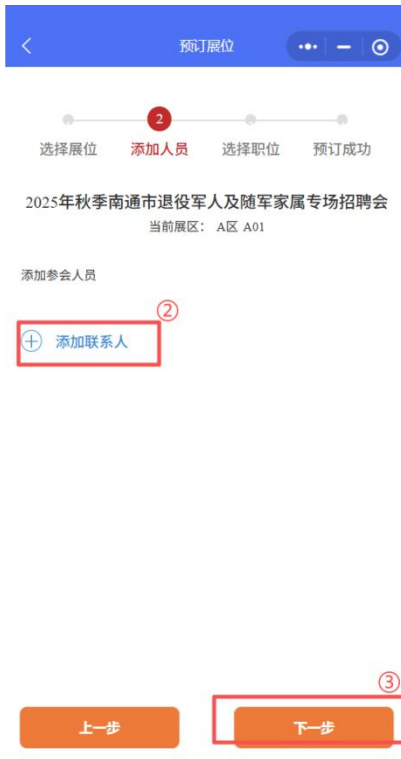 预订展位
2
选择展位 添加人员 选择职位 预订成功
2025年秋季南通市退役军人及随军家属专场招聘会
当前展区： A区 A01
添加参会人员
②
添加联系人
③
上一步 下一步